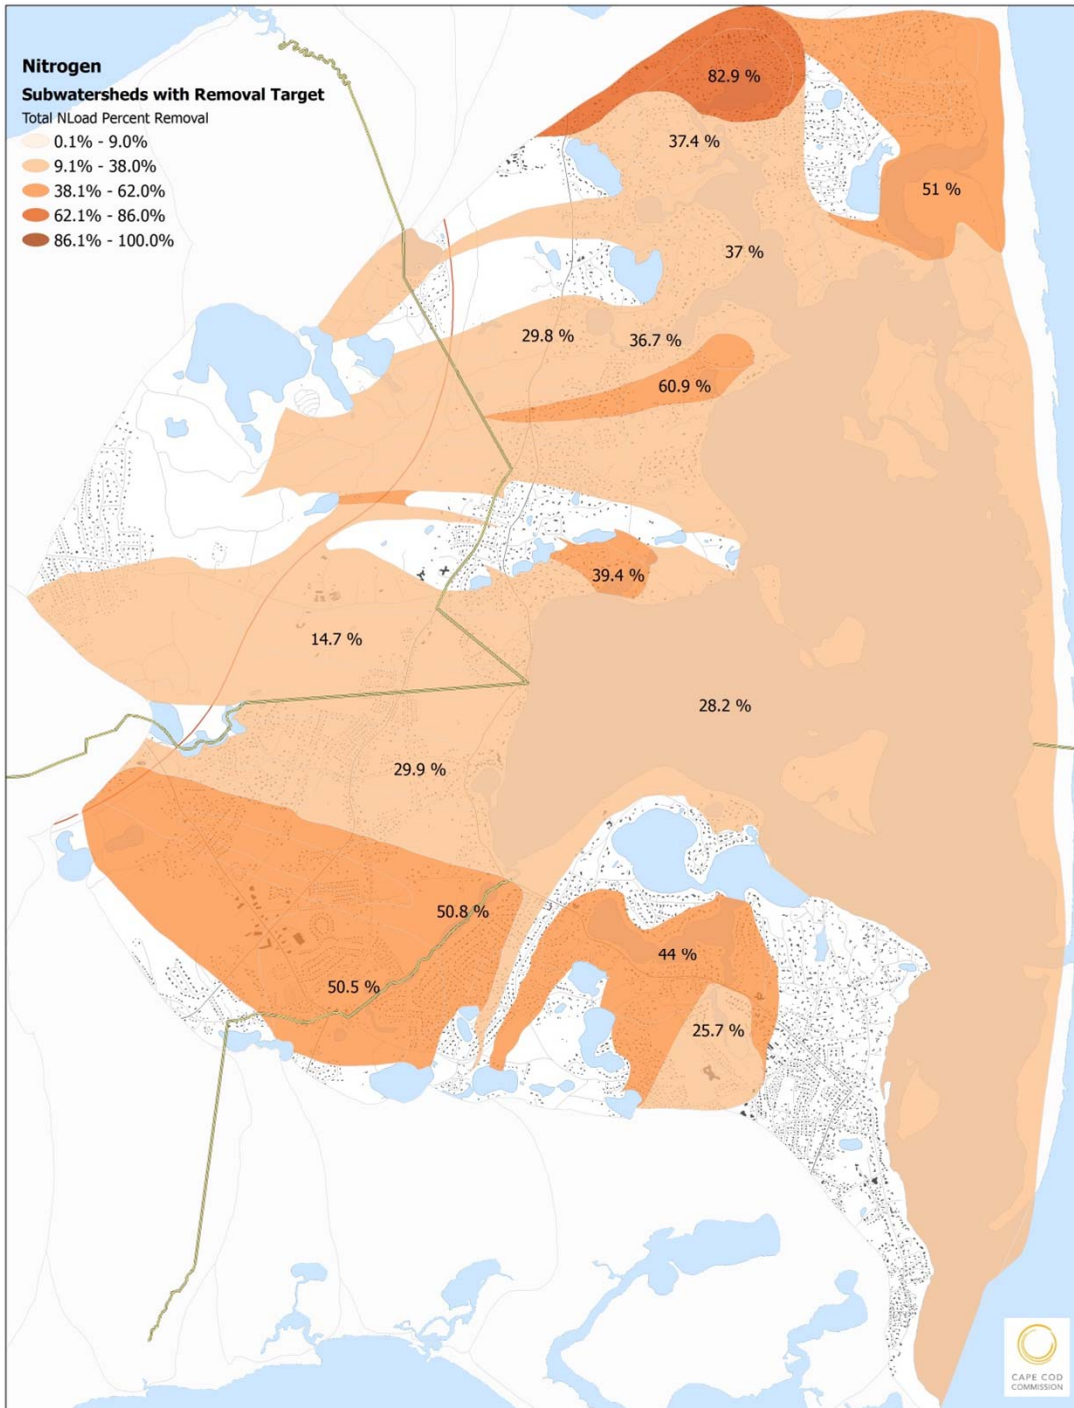 Nitrogen
Subwatersheds with Removal Target
Total NLoad Percent Removal
0.1% - 9.0%
9.1% - 38.0%
38.1% - 62.0%
62.1% - 86.0%
86.1% - 100.0%
82.9 %
37.4 %
51 %
37 %
29.8 %
36.7 %
60.9 %
39.4 %
14.7 %
28.2 %
29.9 %
50.8 %
44 %
50.5 %
25.7 %
CAPE COD
COMMISSION